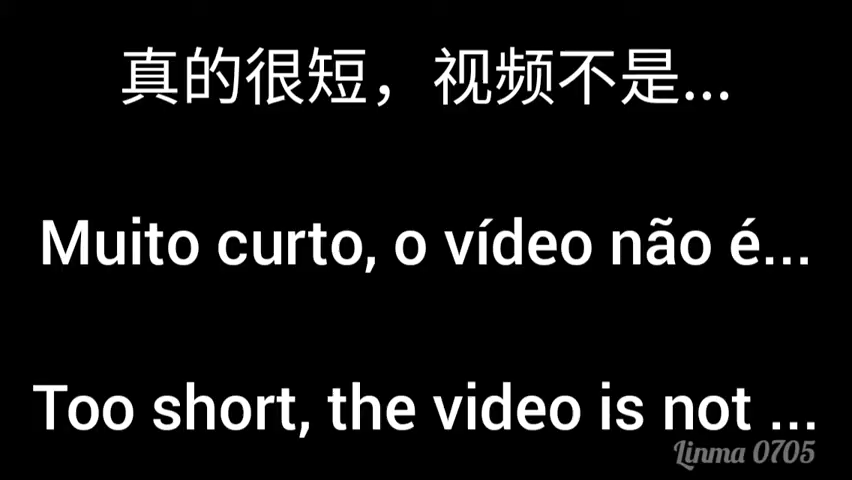 真的很短，视频不是...
Muito curto, o vídeo não é...
Too short, the video is not ...
Linma 0705